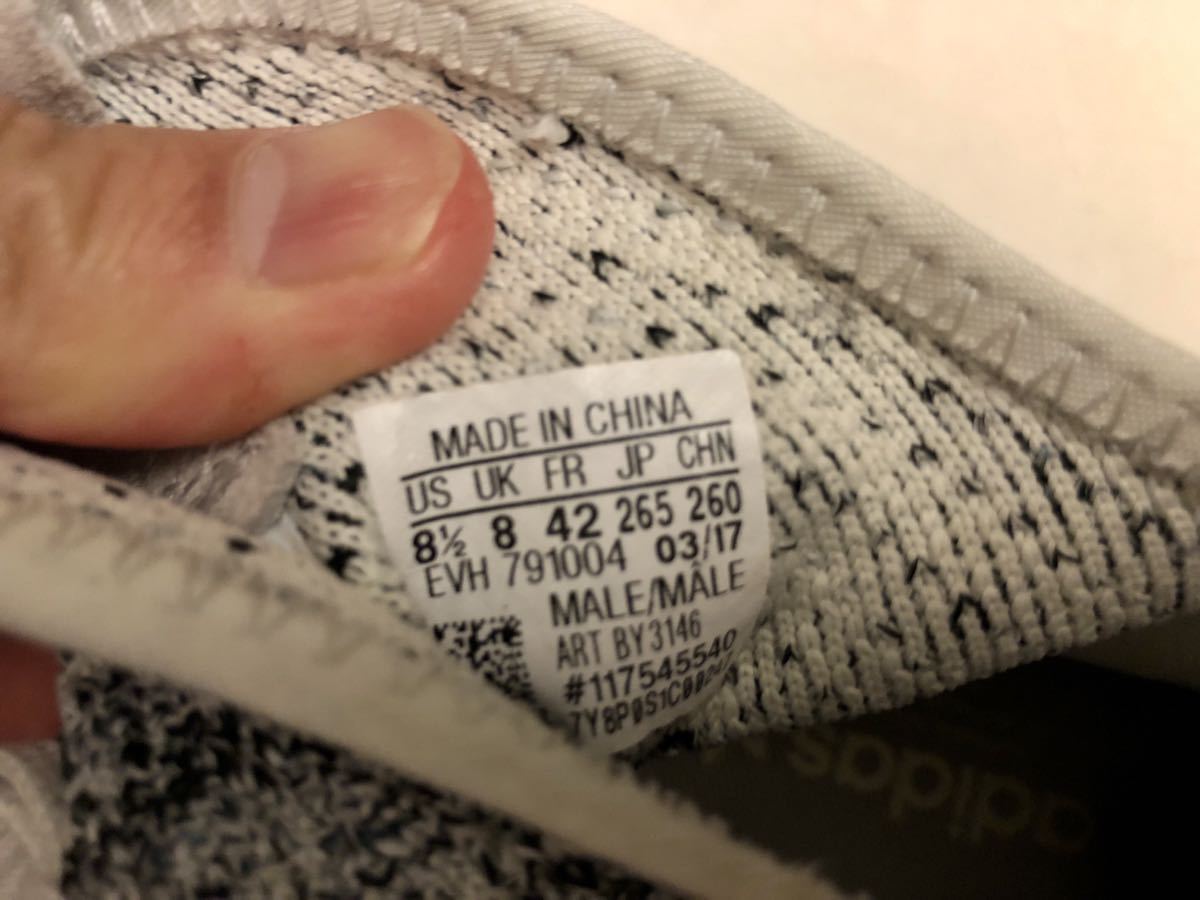 MADE IN CHINA
US UK FR JP CHN
8½ 8 42 265 260
EVH 791004 03/17
MALE/MÂLE
ART BY3146
#117545540
adidas